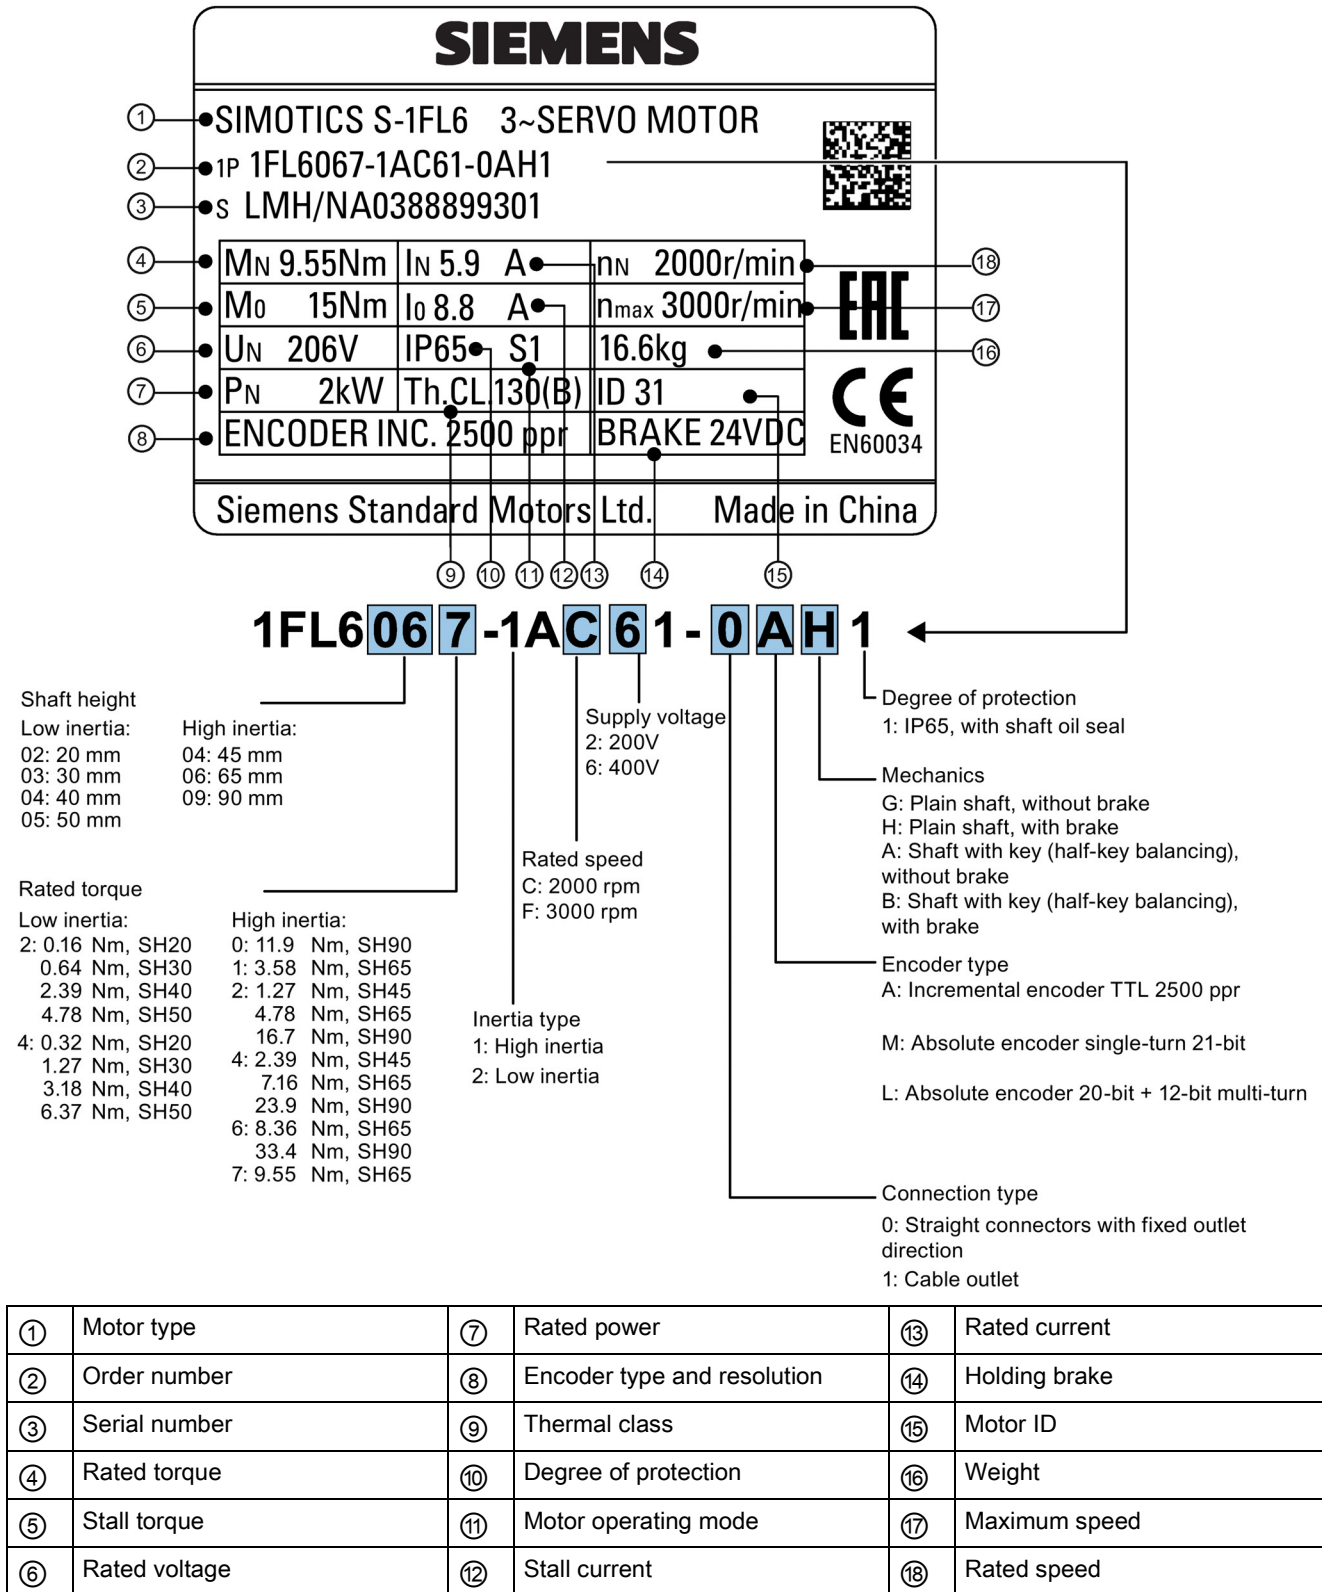 SIEMENS
① SIMOTICS S-1FL6 3~SERVO MOTOR
② 1P 1FL6067-1AC61-0AH1
③ S LMH/NA0388899301
④ MN 9.55Nm IN 5.9 A nN 2000r/min ⑱
⑤ M0 15Nm I0 8.8 A nmax 3000r/min ⑰
EAC
⑥ UN 206V IP65 S1 16.6kg ⑯
⑦ PN 2kW Th.CL.130(B) ID 31
CE
⑧ ENCODER INC. 2500 ppr BRAKE 24VDC
EN60034
Siemens Standard Motors Ltd. Made in China
⑨ ⑩ ⑪ ⑫ ⑬ ⑭ ⑮
1FL6067-1AC61-0AH1
Shaft height
Low inertia:
02: 20 mm
03: 30 mm
04: 40 mm
05: 50 mm
High inertia:
04: 45 mm
06: 65 mm
09: 90 mm
Rated torque
Low inertia:
2: 0.16 Nm, SH20
0.64 Nm, SH30
2.39 Nm, SH40
4.78 Nm, SH50
4: 0.32 Nm, SH20
1.27 Nm, SH30
3.18 Nm, SH40
6.37 Nm, SH50
High inertia:
0: 11.9 Nm, SH90
1: 3.58 Nm, SH65
2: 1.27 Nm, SH45
4.78 Nm, SH65
16.7 Nm, SH90
4: 2.39 Nm, SH45
7.16 Nm, SH65
23.9 Nm, SH90
6: 8.36 Nm, SH65
33.4 Nm, SH90
7: 9.55 Nm, SH65
Inertia type
1: High inertia
2: Low inertia
Rated speed
C: 2000 rpm
F: 3000 rpm
Supply voltage
2: 200V
6: 400V
Degree of protection
1: IP65, with shaft oil seal
Mechanics
G: Plain shaft, without brake
H: Plain shaft, with brake
A: Shaft with key (half-key balancing),
without brake
B: Shaft with key (half-key balancing),
with brake
Encoder type
A: Incremental encoder TTL 2500 ppr
M: Absolute encoder single-turn 21-bit
L: Absolute encoder 20-bit + 12-bit multi-turn
Connection type
0: Straight connectors with fixed outlet
direction
1: Cable outlet
① Motor type ⑦ Rated power ⑬ Rated current
② Order number ⑧ Encoder type and resolution ⑭ Holding brake
③ Serial number ⑨ Thermal class ⑮ Motor ID
④ Rated torque ⑩ Degree of protection ⑯ Weight
⑤ Stall torque ⑪ Motor operating mode ⑰ Maximum speed
⑥ Rated voltage ⑫ Stall current ⑱ Rated speed